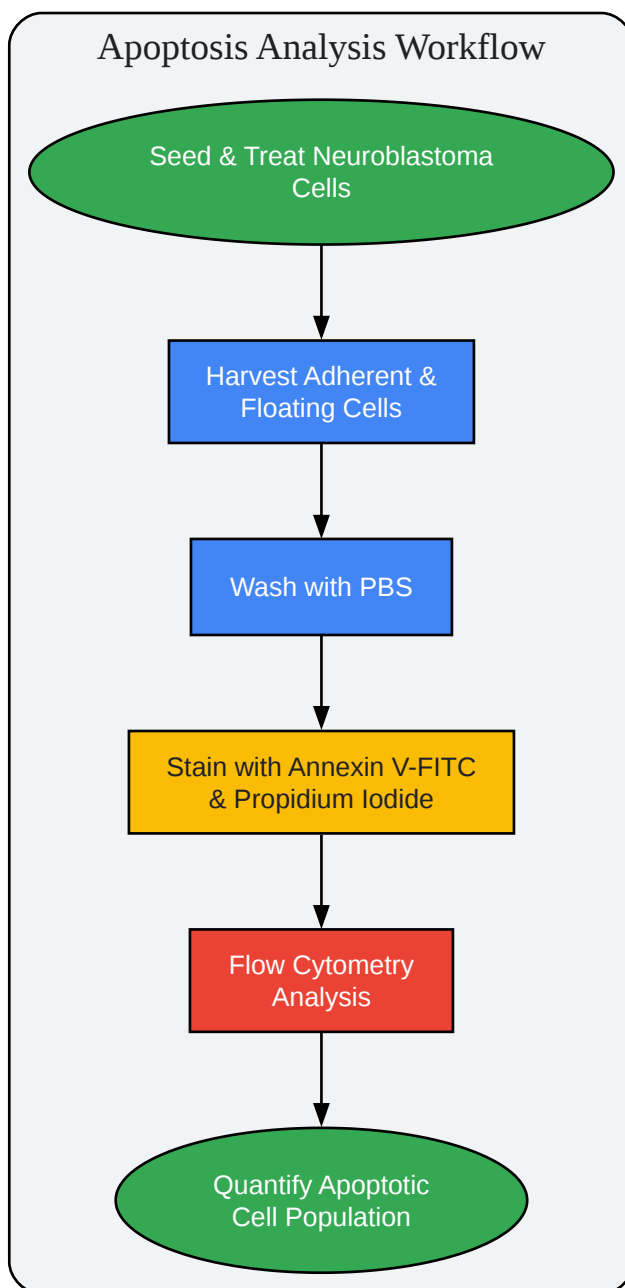 Apoptosis Analysis Workflow
Seed & Treat Neuroblastoma
Cells
Harvest Adherent &
Floating Cells
Wash with PBS
Stain with Annexin V-FITC
& Propidium Iodide
Flow Cytometry
Analysis
Quantify Apoptotic
Cell Population